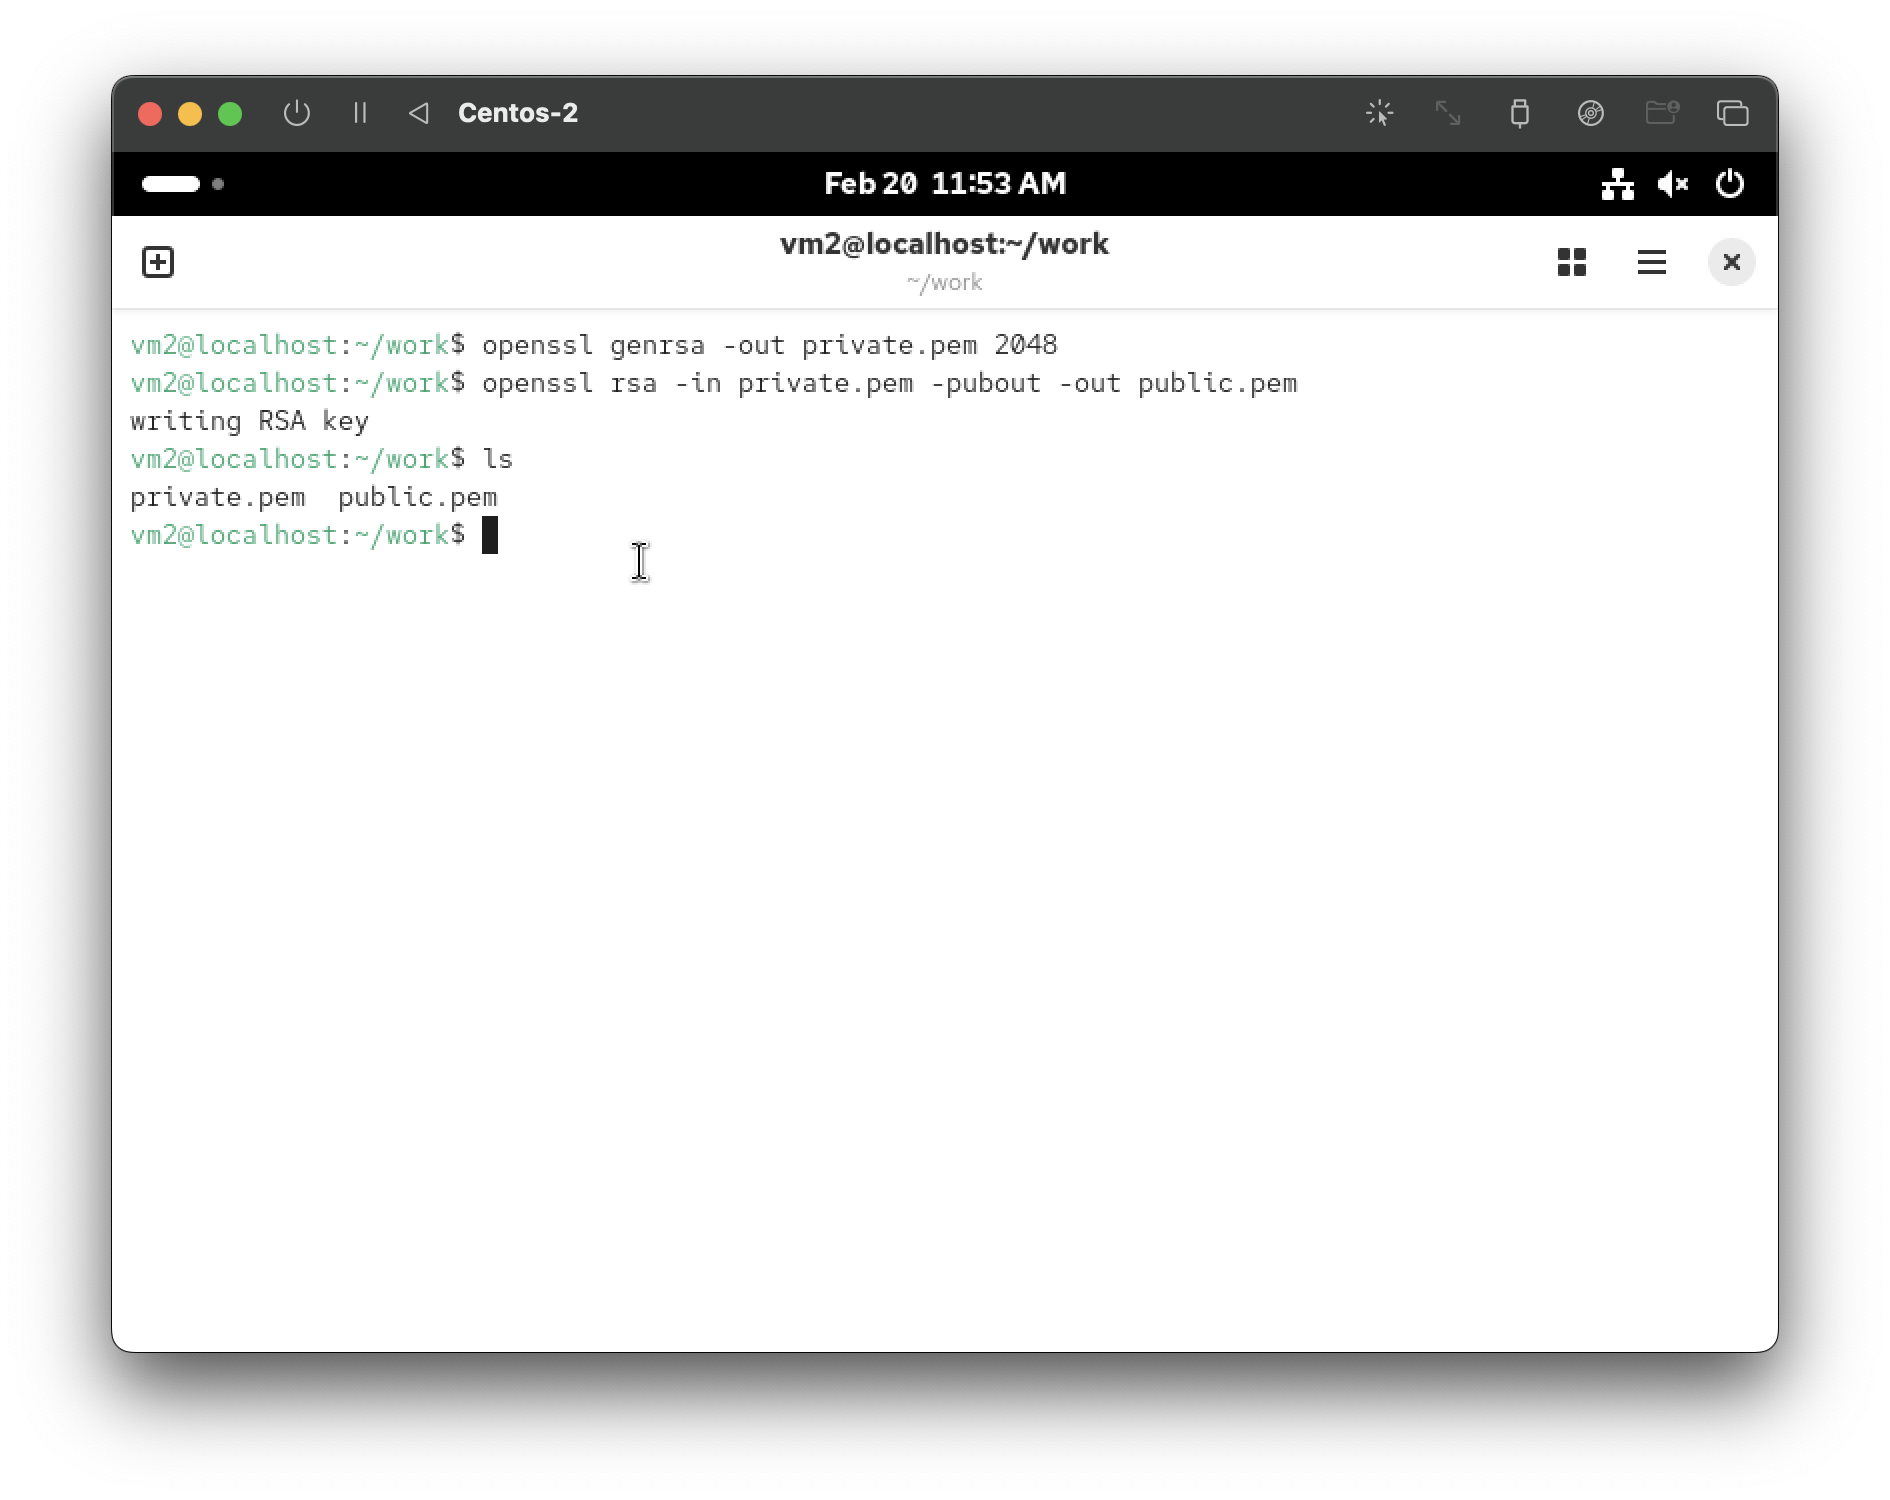 Centos-2
Feb 20 11:53 AM
vm2@localhost:~/work
~/work
vm2@localhost:~/work$ openssl genrsa -out private.pem 2048
vm2@localhost:~/work$ openssl rsa -in private.pem -pubout -out public.pem
writing RSA key
vm2@localhost:~/work$ ls
private.pem  public.pem
vm2@localhost:~/work$